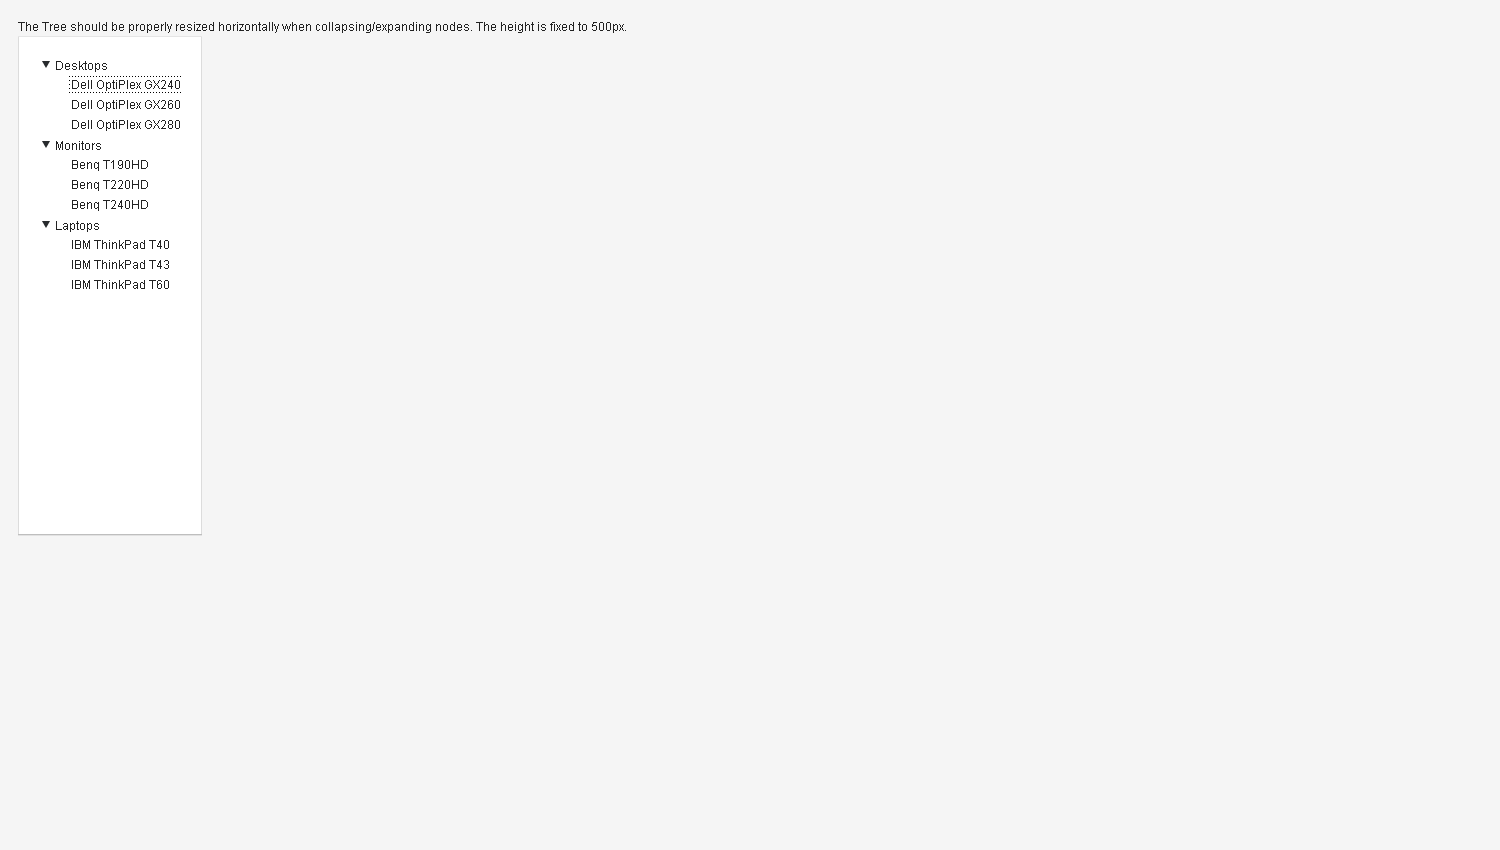 The Tree should be properly resized horizontally when collapsing/expanding nodes. The height is fixed to 500px.
Desktops
Dell OptiPlex GX240
Dell OptiPlex GX260
Dell OptiPlex GX280
Monitors
Benq T190HD
Benq T220HD
Benq T240HD
Laptops
IBM ThinkPad T40
IBM ThinkPad T43
IBM ThinkPad T60